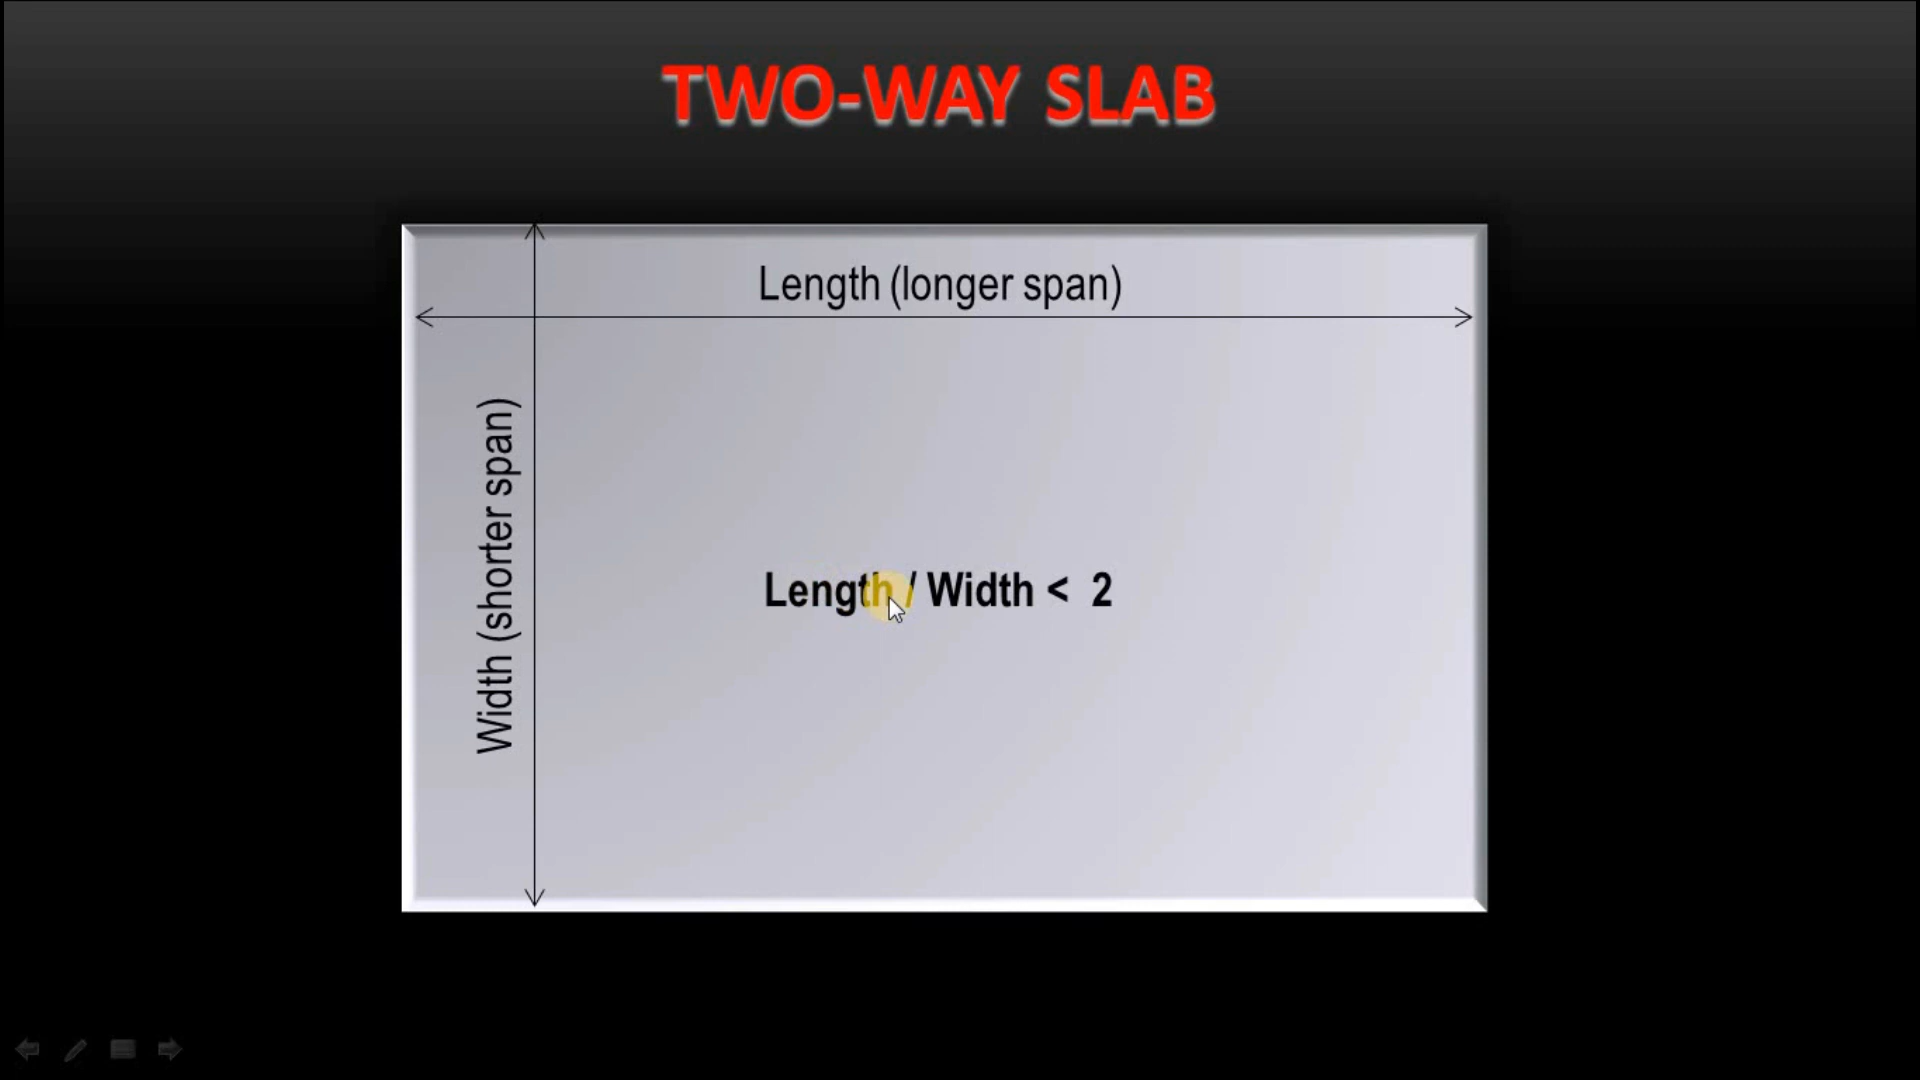 TWO-WAY SLAB
Length (longer span)
Width (shorter span)
Length / Width < 2